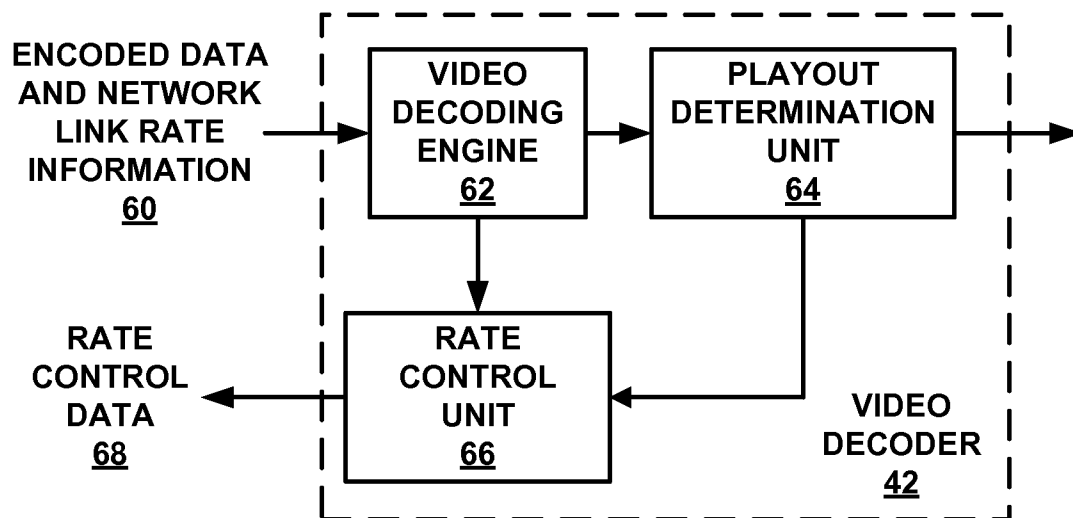 ENCODED DATA
AND NETWORK
LINK RATE
INFORMATION
60
VIDEO
DECODING
ENGINE
62
PLAYOUT
DETERMINATION
UNIT
64
RATE
CONTROL
DATA
68
RATE
CONTROL
UNIT
66
VIDEO
DECODER
42